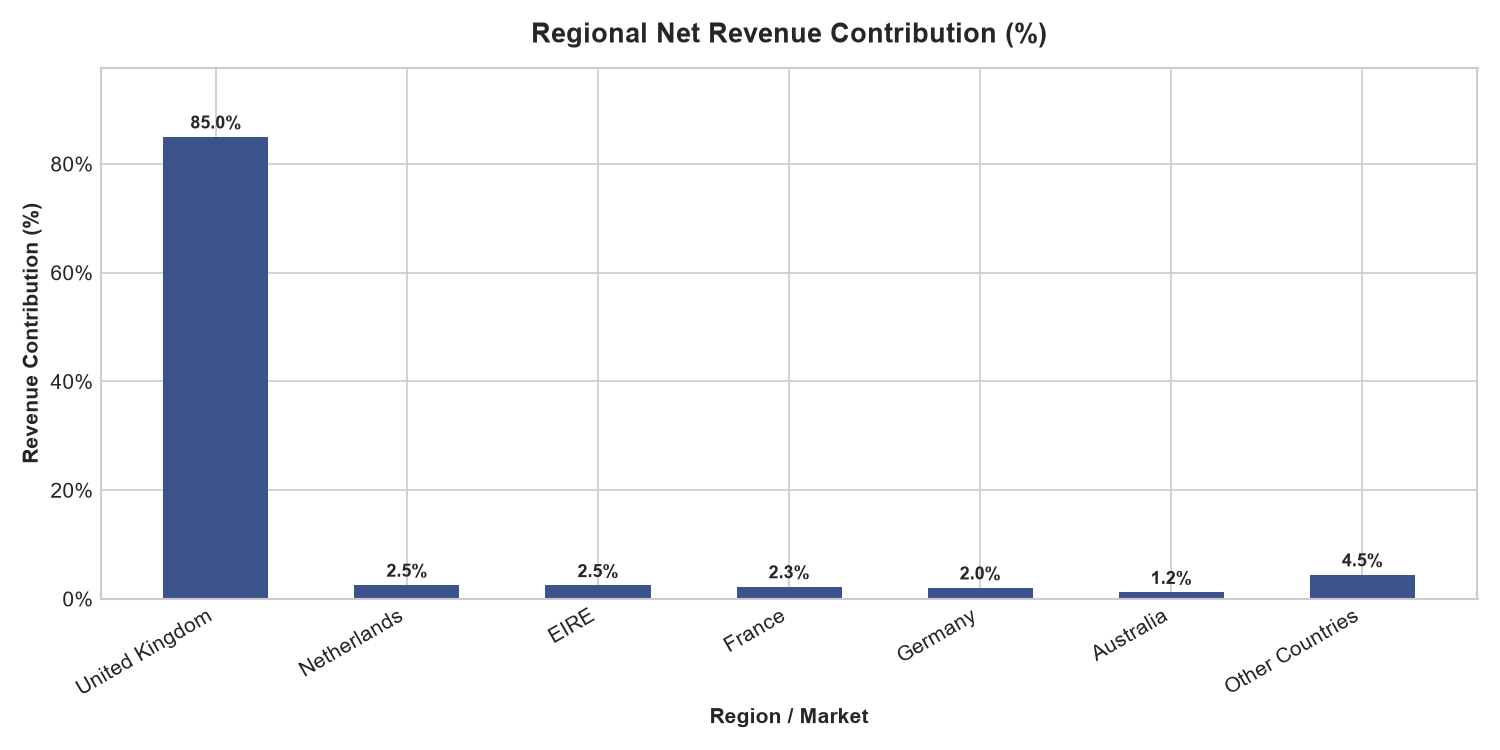 Regional Net Revenue Contribution (%)
Revenue Contribution (%)
80%
60%
40%
20%
0%
85.0%
2.5%
2.5%
2.3%
2.0%
1.2%
4.5%
United Kingdom
Netherlands
EIRE
France
Germany
Australia
Other Countries
Region / Market